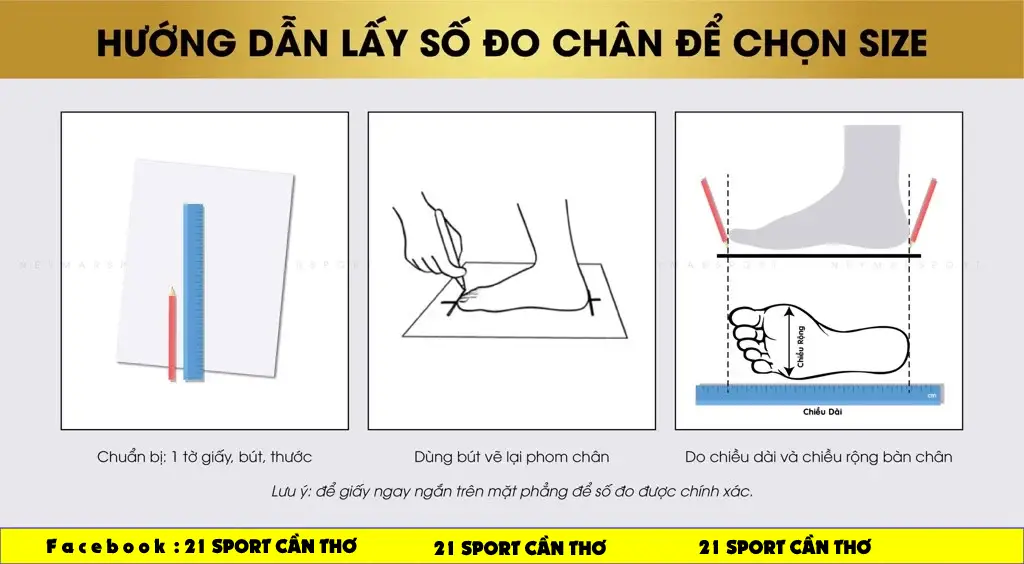 HƯỚNG DẪN LẤY SỐ ĐO CHÂN ĐỂ CHỌN SIZE
Chiều Rộng
cm
Chiều Dài
Chuẩn bị: 1 tờ giấy, bút, thước
Dùng bút vẽ lại phom chân
Do chiều dài và chiều rộng bàn chân
Lưu ý: để giấy ngay ngắn trên mặt phẳng để số đo được chính xác.
Facebook : 21 SPORT CẦN THƠ
21 SPORT CẦN THƠ
21 SPORT CẦN THƠ